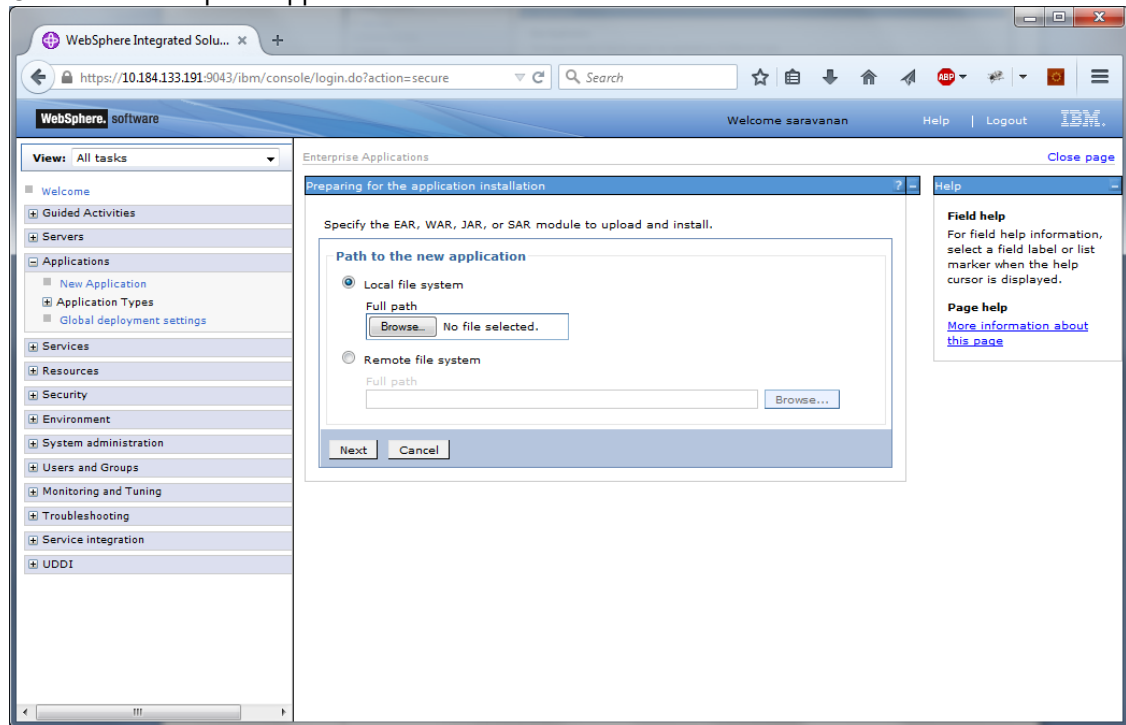 WebSphere Integrated Solu... × +
https://10.184.133.191:9043/ibm/console/login.do?action=secure Search ABP
WebSphere. software Welcome saravanan Help | Logout IBM.
View: All tasks
Welcome
Guided Activities
Servers
Applications
New Application
Application Types
Global deployment settings
Services
Resources
Security
Environment
System administration
Users and Groups
Monitoring and Tuning
Troubleshooting
Service integration
UDDI
Enterprise Applications Close page
Preparing for the application installation ? -
Specify the EAR, WAR, JAR, or SAR module to upload and install.
Path to the new application
Local file system
Full path
Browse... No file selected.
Remote file system
Full path
Browse...
Next Cancel
Help -
Field help
For field help information,
select a field label or list
marker when the help
cursor is displayed.
Page help
More information about
this page